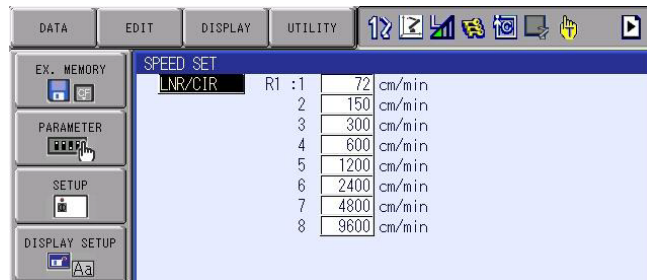 DATA EDIT DISPLAY UTILITY
EX. MEMORY
CF
PARAMETER
SETUP
DISPLAY SETUP
Aa
SPEED SET
LNR/CIR R1 :1 72 cm/min
2 150 cm/min
3 300 cm/min
4 600 cm/min
5 1200 cm/min
6 2400 cm/min
7 4800 cm/min
8 9600 cm/min